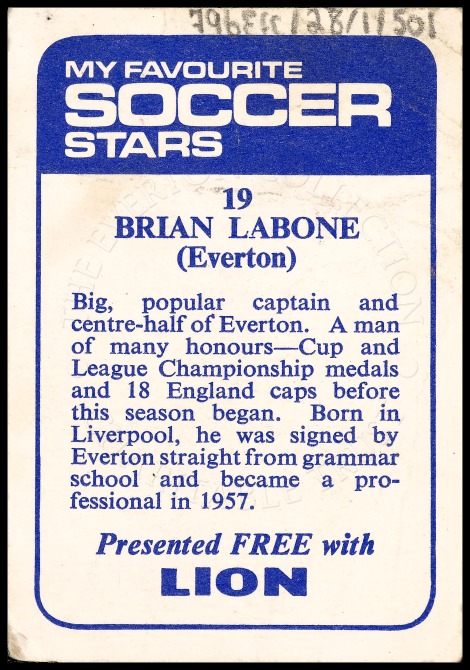 MY FAVOURITE
SOCCER
STARS
19
BRIAN LABONE
(Everton)
Big, popular captain and
centre-half of Everton. A man
of many honours—Cup and
League Championship medals
and 18 England caps before
this season began. Born in
Liverpool, he was signed by
Everton straight from grammar
school and became a pro-
fessional in 1957.
Presented FREE with
LION